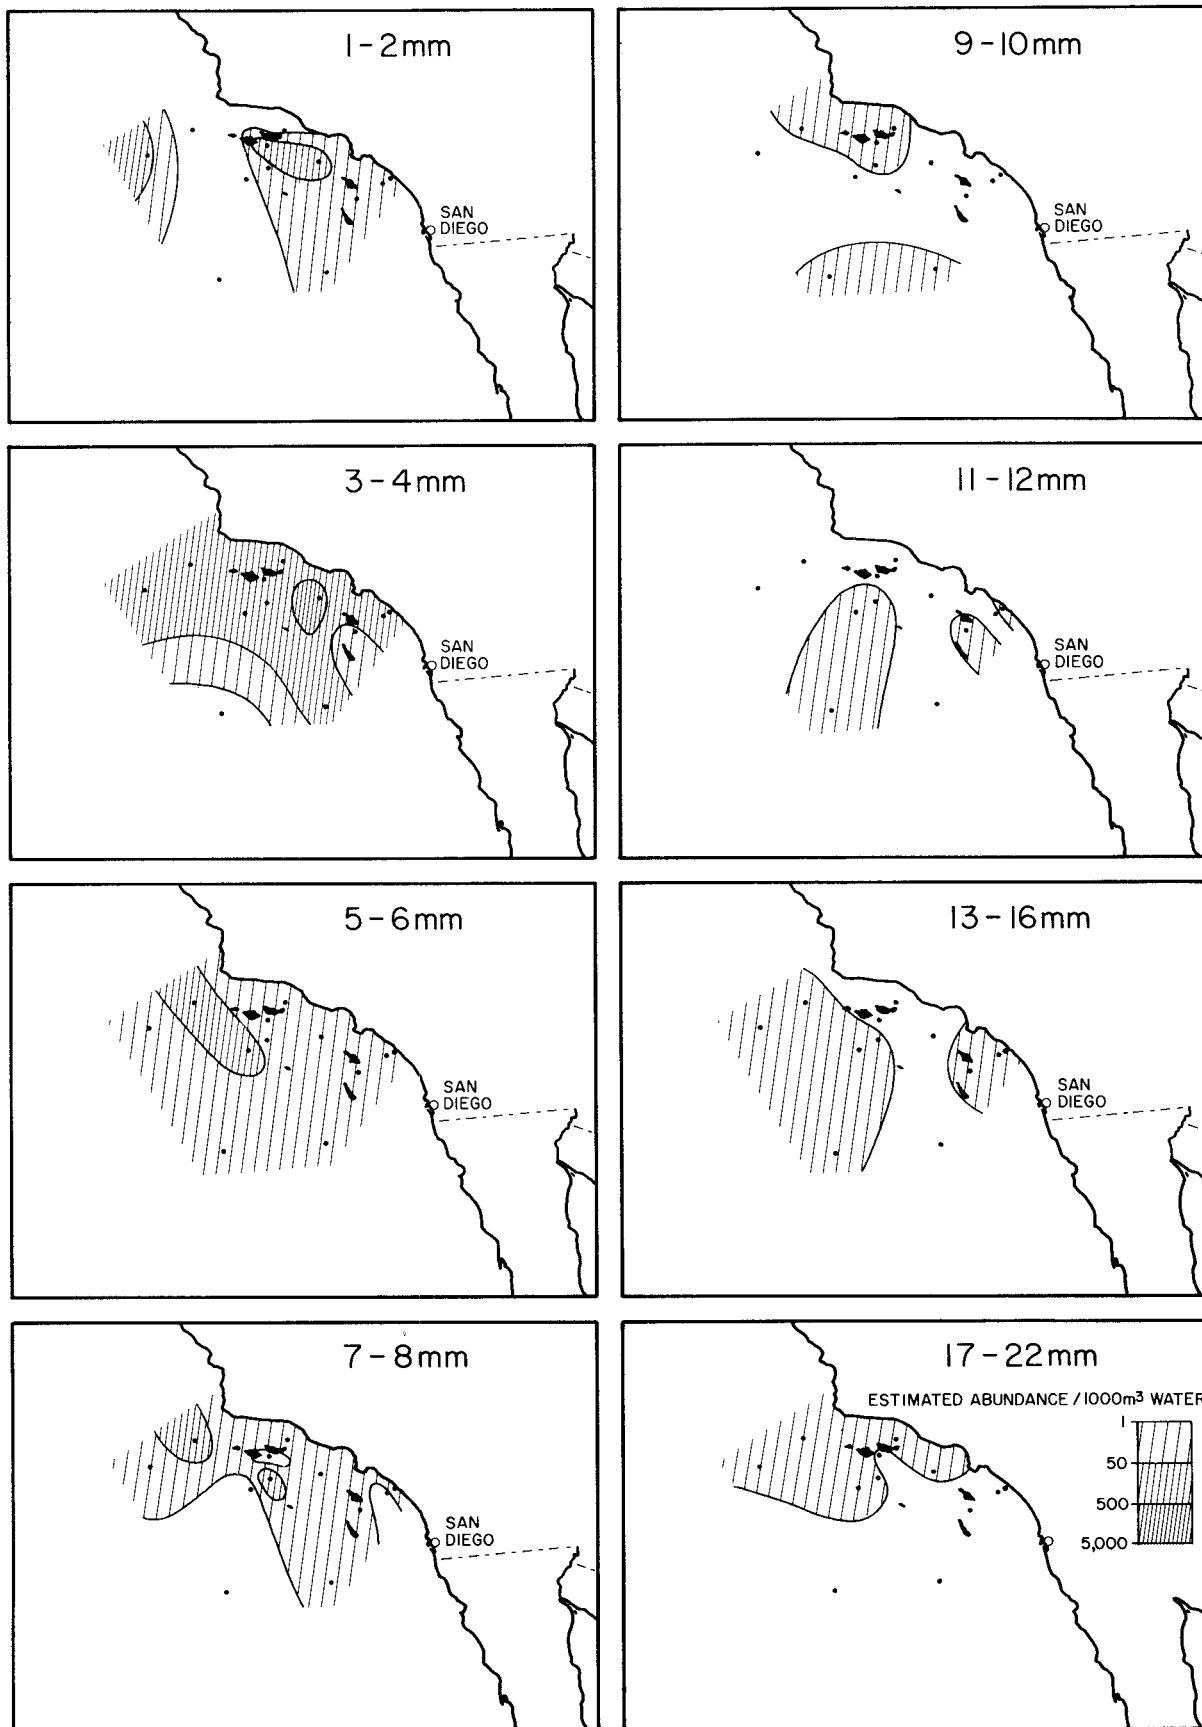 1-2mm
SAN
DIEGO
9-10mm
SAN
DIEGO
3-4mm
SAN
DIEGO
11-12mm
SAN
DIEGO
5-6mm
SAN
DIEGO
13-16mm
SAN
DIEGO
7-8mm
SAN
DIEGO
17-22mm
ESTIMATED ABUNDANCE/1000m³ WATER
1
50
500
5,000